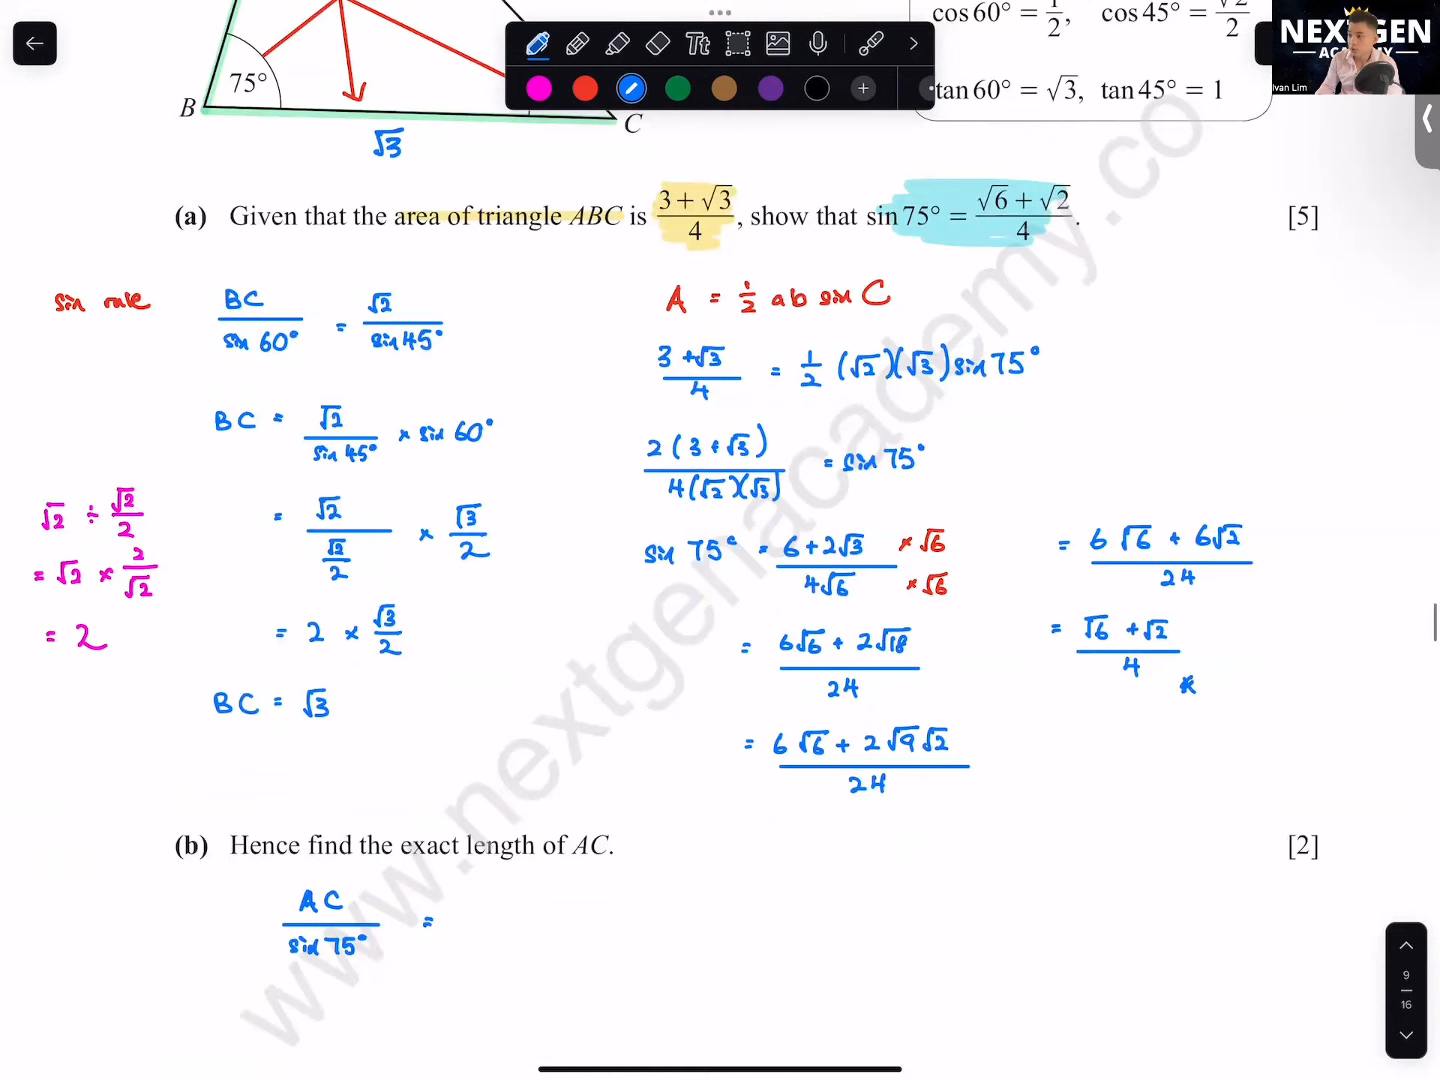 cos 60° = 1/2, cos 45° = √2/2
tan 60° = √3, tan 45° = 1
NEXTGEN
ACADEMY
Ivan Lim
Tt
75°
B
C
√3
(a) Given that the area of triangle ABC is (3 + √3)/4, show that sin 75° = (√6 + √2)/4. [5]
sin rule
BC/sin 60° = √2/sin 45°
BC = √2/sin 45° × sin 60°
= √2/(√2/2) × √3/2
= 2 × √3/2
BC = √3
√2 ÷ √2/2
= √2 × 2/√2
= 2
A = 1/2 ab sin C
(3 + √3)/4 = 1/2 (√2)(√3) sin 75°
2(3 + √3)/4(√2)(√3) = sin 75°
sin 75° = (6 + 2√3)/4√6 × √6 × √6
= (6√6 + 2√18)/24
= (6√6 + 2√9√2)/24
= (6√6 + 6√2)/24
= (√6 + √2)/4 *
(b) Hence find the exact length of AC. [2]
AC/sin 75° =
9
16
www.nextgenacademy.co